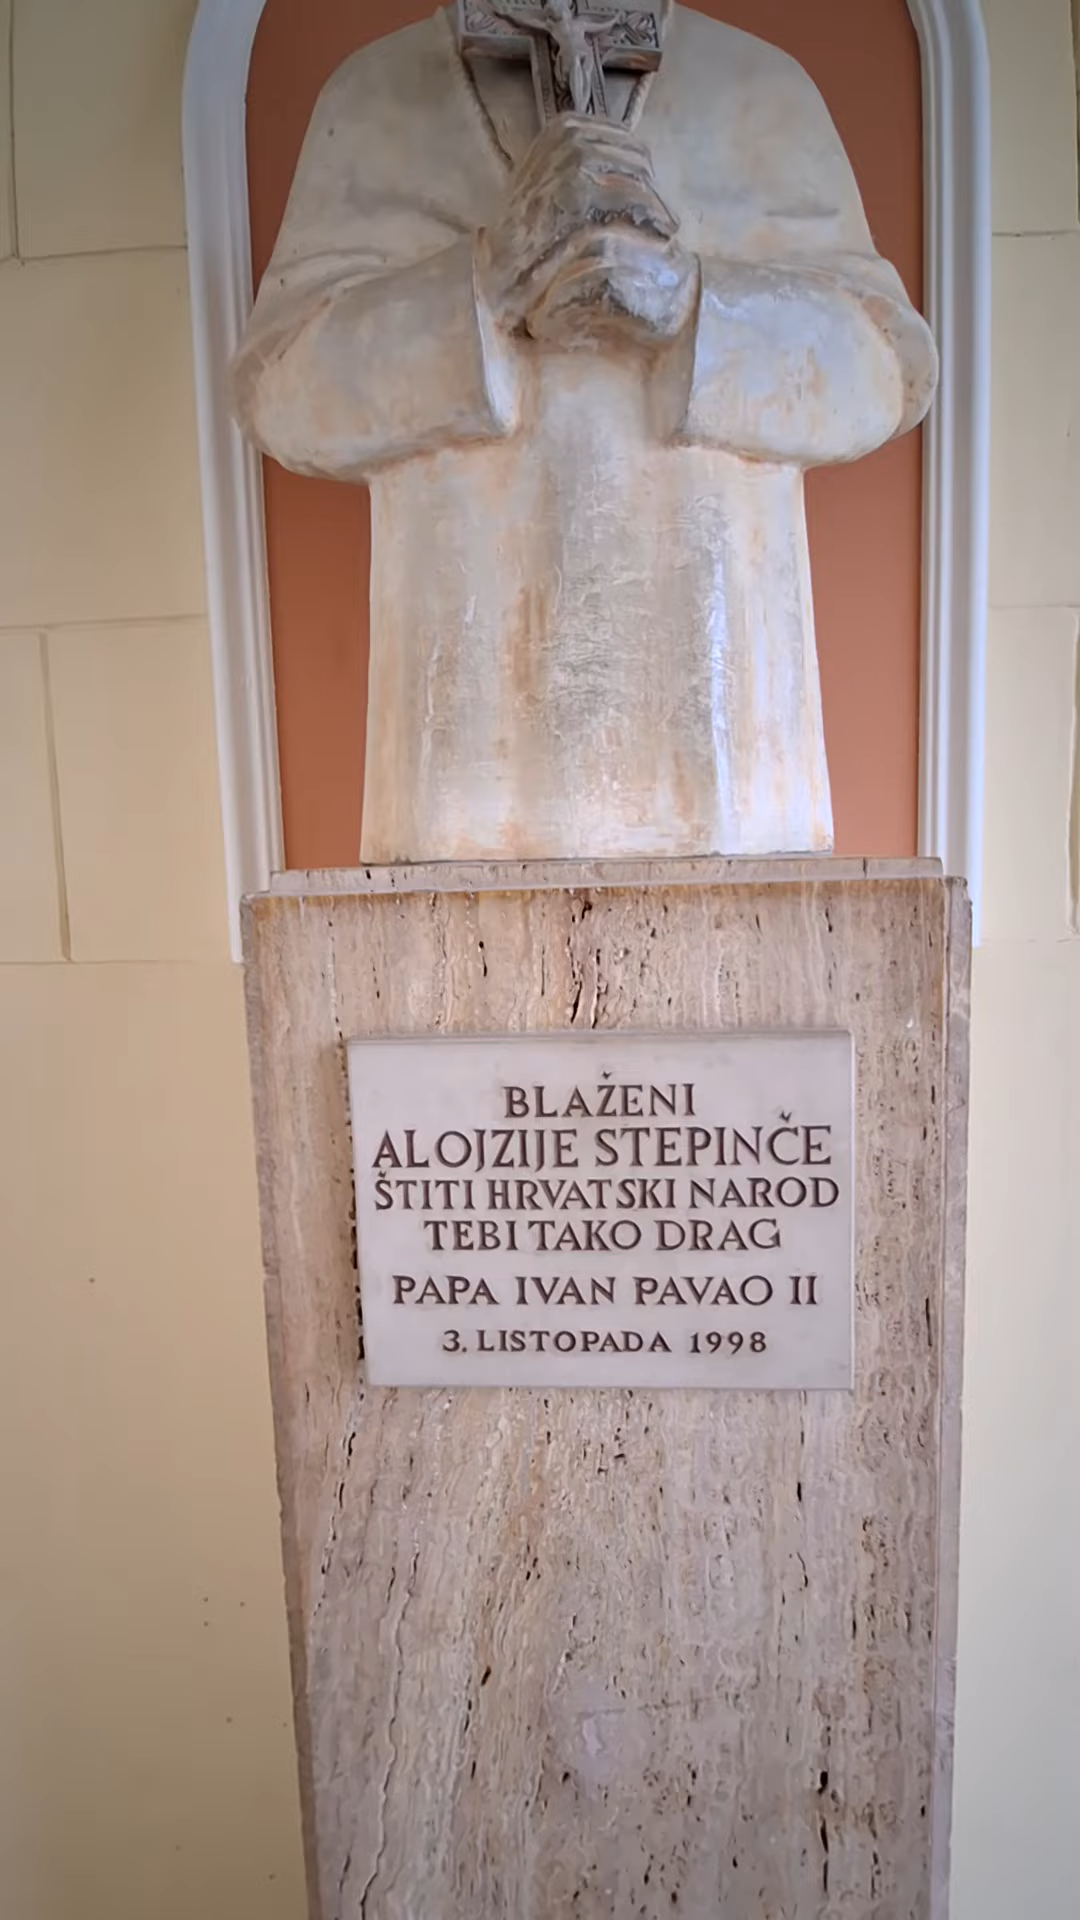 BLAŽENI
ALOJZIJE STEPINČE
ŠTITI HRVATSKI NAROD
TEBI TAKO DRAG
PAPA IVAN PAVAO II
3. LISTOPADA 1998